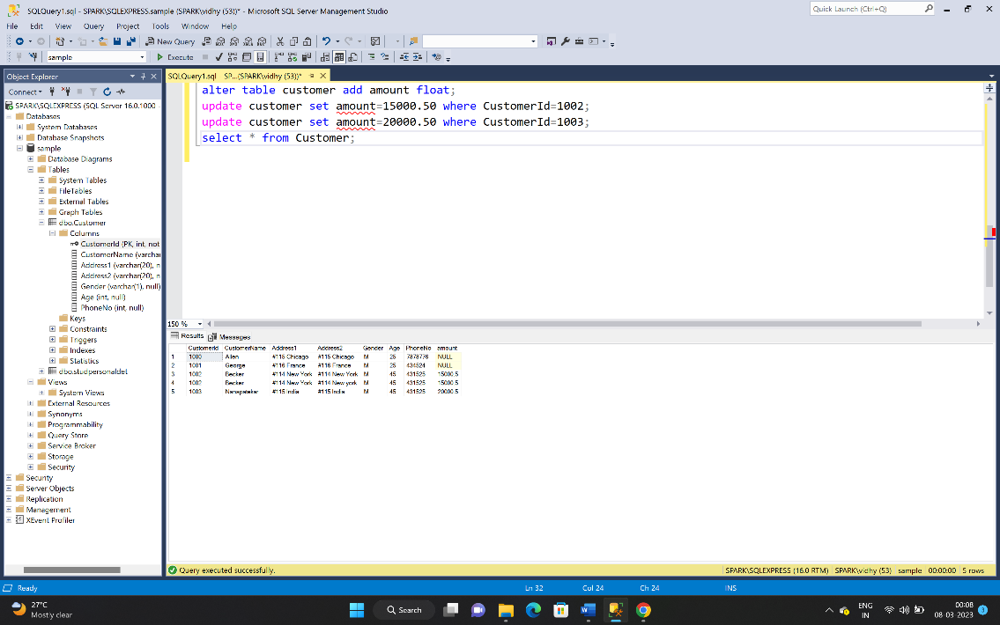 SQLQuery1.sql - SPARK\SQLEXPRESS.sample (SPARK\vidhy (53))* - Microsoft SQL Server Management Studio
Quick Launch (Ctrl+Q)
File Edit View Query Project Tools Window Help
New Query
sample
Execute
Object Explorer
SQLQuery1.sql SP...(SPARK\vidhy (53))*
Connect
SPARK\SQLEXPRESS (SQL Server 16.0.1000 -
Databases
System Databases
Database Snapshots
sample
Database Diagrams
Tables
System Tables
FileTables
External Tables
Graph Tables
dbo.Customer
Columns
CustomerId (PK, int, not
CustomerName (varchar
Address1 (varchar(20), n
Address2 (varchar(20), n
Gender (varchar(1), null)
Age (int, null)
PhoneNo (int, null)
Keys
Constraints
Triggers
Indexes
Statistics
dbo.studpersonaldet
Views
System Views
External Resources
Synonyms
Programmability
Query Store
Service Broker
Storage
Security
Security
Server Objects
Replication
Management
XEvent Profiler
alter table customer add amount float;
update customer set amount=15000.50 where CustomerId=1002;
update customer set amount=20000.50 where CustomerId=1003;
select * from Customer;
150 %
Results Messages
CustomerId CustomerName Address1 Address2 Gender Age PhoneNo amount
1 1000 Allen #115 Chicago #115 Chicago M 25 7878776 NULL
2 1001 George #116 France #116 France M 25 434524 NULL
3 1002 Becker #114 New York #114 New York M 45 431525 15000.5
4 1002 Becker #114 New York #114 New york M 45 431525 15000.5
5 1003 Nanapatekar #115 India #115 India M 45 431525 20000.5
Query executed successfully.
SPARK\SQLEXPRESS (16.0 RTM) SPARK\vidhy (53) sample 00:00:00 5 rows
Ready
Ln 32 Col 24 Ch 24 INS
27°C
Mostly clear
Search
ENG
IN
00:08
08-03-2023
3